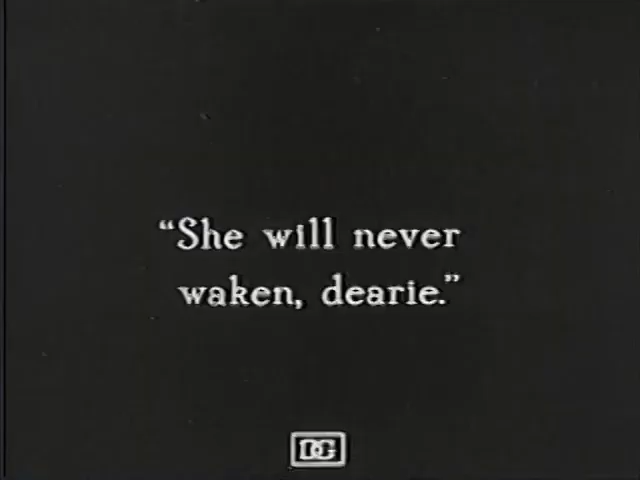 “She will never
waken, dearie.”
DG